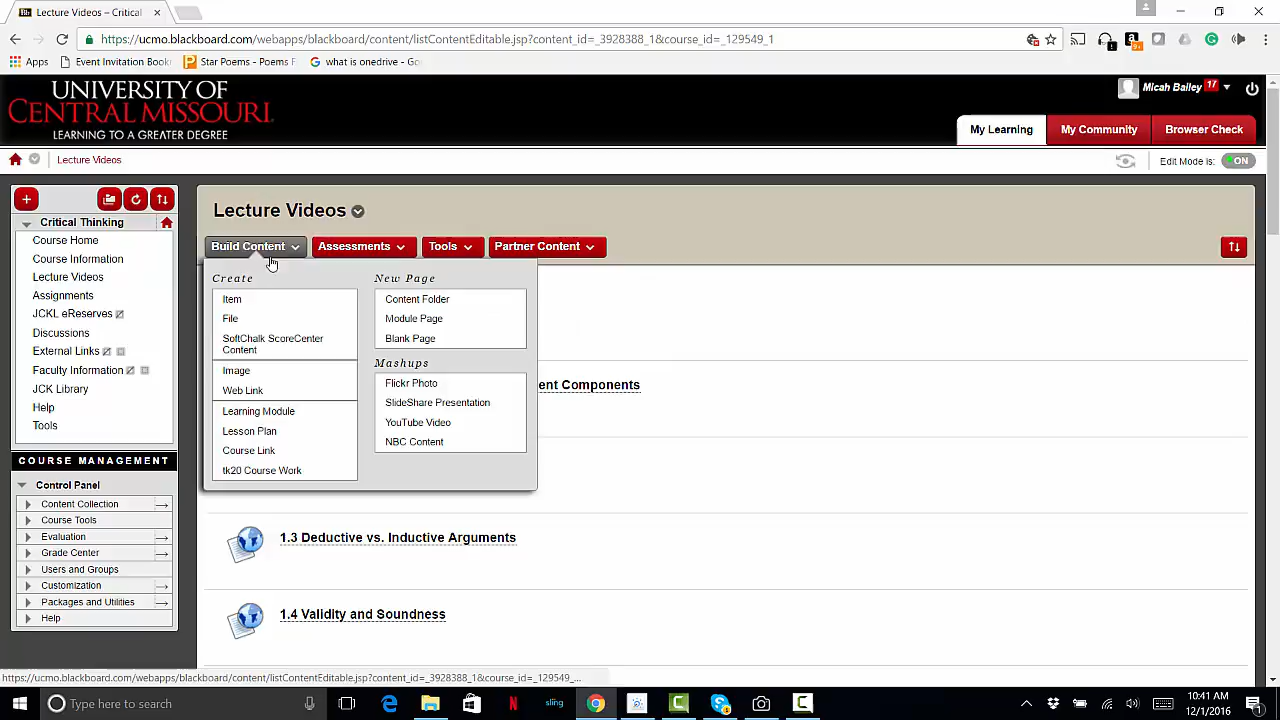 Lecture Videos – Critical
https://ucmo.blackboard.com/webapps/blackboard/content/listContentEditable.jsp?content_id=_3928388_1&course_id=_129549_1
Apps
Event Invitation Book
Star Poems - Poems F
what is onedrive - Go
UNIVERSITY OF
CENTRAL MISSOURI.
LEARNING TO A GREATER DEGREE
Micah Bailey 17
My Learning
My Community
Browser Check
Lecture Videos
Edit Mode is: ON
Critical Thinking
Course Home
Course Information
Lecture Videos
Assignments
JCKL eReserves
Discussions
External Links
Faculty Information
JCK Library
Help
Tools
COURSE MANAGEMENT
Control Panel
Content Collection
Course Tools
Evaluation
Grade Center
Users and Groups
Customization
Packages and Utilities
Help
Lecture Videos
Build Content
Assessments
Tools
Partner Content
Create
Item
File
SoftChalk ScoreCenter
Content
Image
Web Link
Learning Module
Lesson Plan
Course Link
tk20 Course Work
New Page
Content Folder
Module Page
Blank Page
Mashups
Flickr Photo
SlideShare Presentation
YouTube Video
NBC Content
ent Components
1.3 Deductive vs. Inductive Arguments
1.4 Validity and Soundness
https://ucmo.blackboard.com/webapps/blackboard/content/listContentEditable.jsp?content_id=_3928388_1&course_id=_129549_...
Type here to search
sling
10:41 AM
12/1/2016